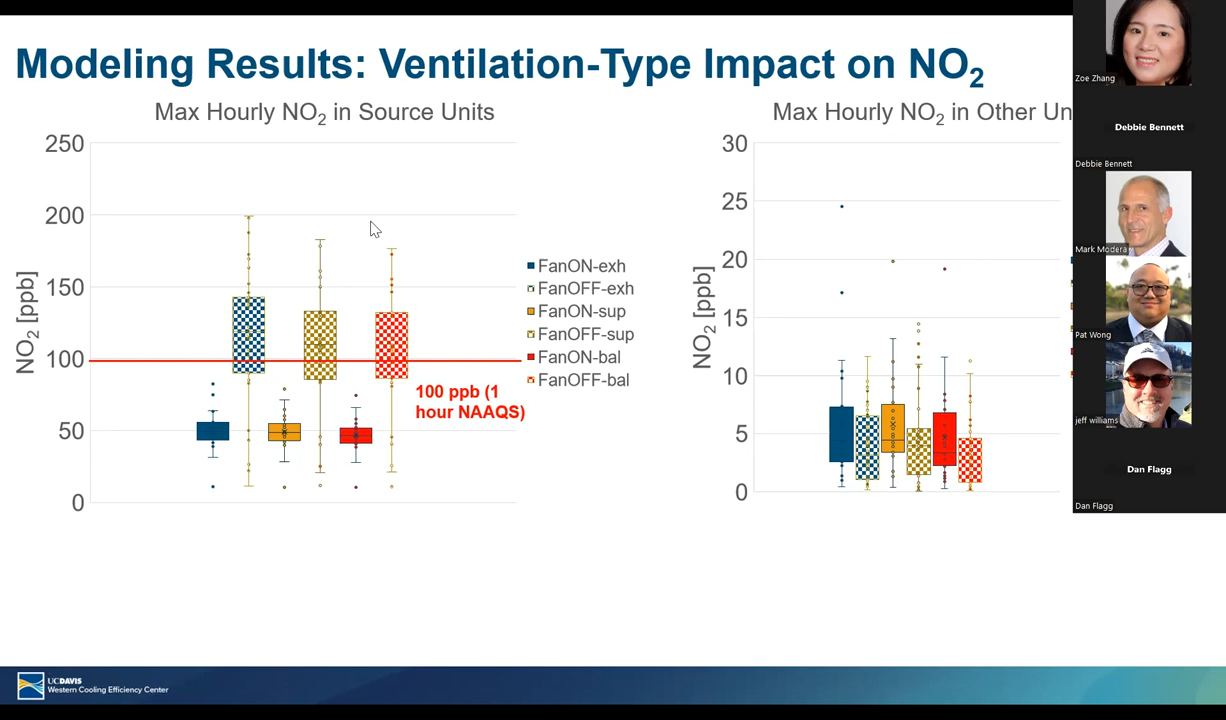 Modeling Results: Ventilation-Type Impact on NO2
Max Hourly NO2 in Source Units
250
200
150
100
50
0
NO2 [ppb]
100 ppb (1
hour NAAQS)
FanON-exh
FanOFF-exh
FanON-sup
FanOFF-sup
FanON-bal
FanOFF-bal
Max Hourly NO2 in Other Un
30
25
20
15
10
5
0
NO2 [ppb]
Zoe Zhang
Debbie Bennett
Debbie Bennett
Mark Modera
Pat Wong
jeff williams
Dan Flagg
Dan Flagg
UCDAVIS
Western Cooling Efficiency Center